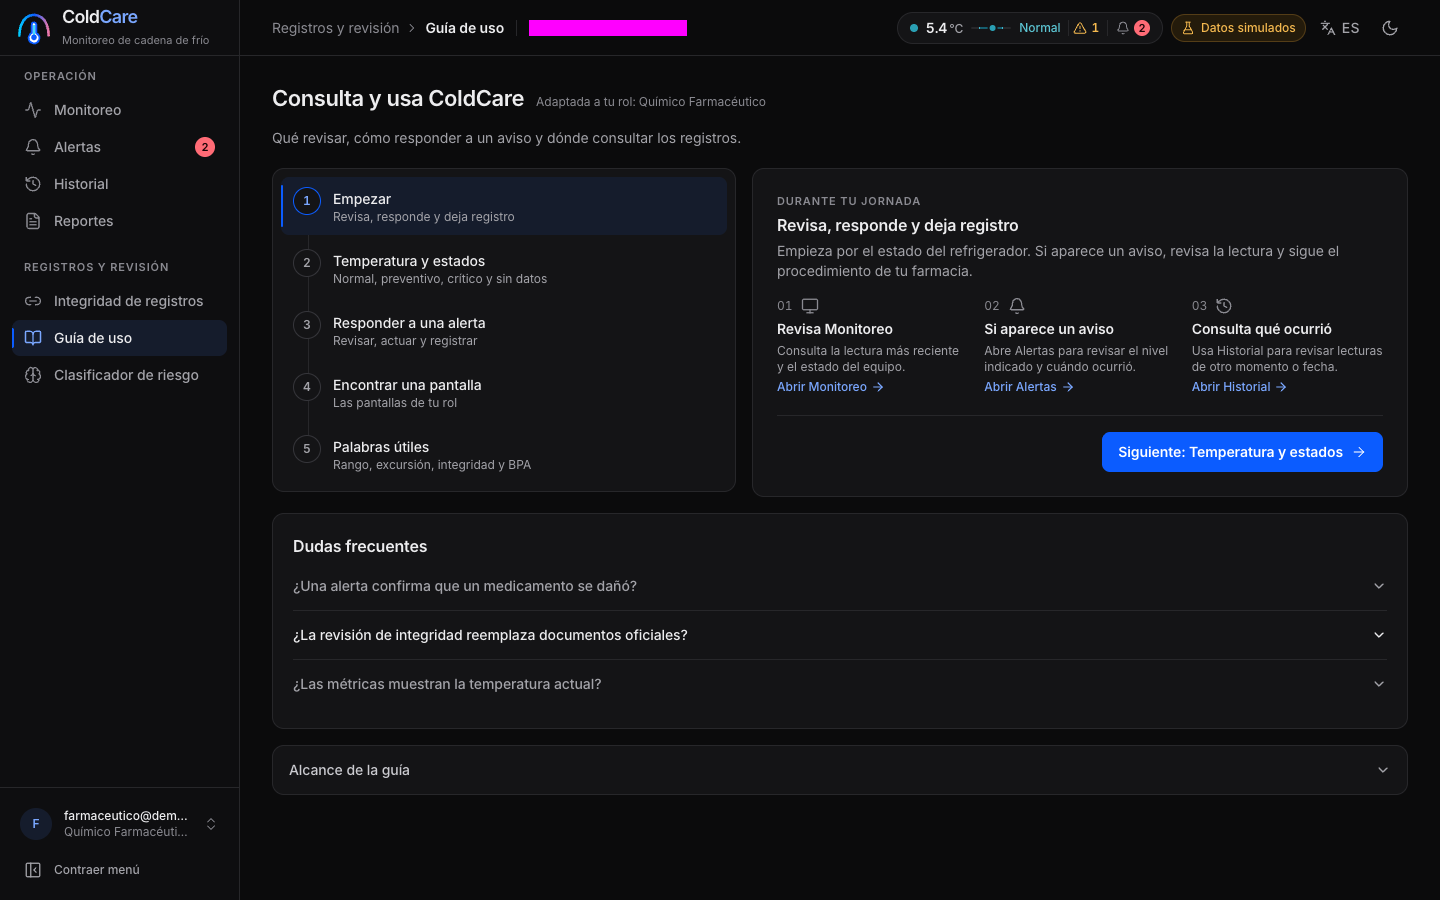 ColdCare
Monitoreo de cadena de frío
OPERACIÓN
Monitoreo
Alertas
2
Historial
Reportes
REGISTROS Y REVISIÓN
Integridad de registros
Guía de uso
Clasificador de riesgo
F
farmaceutico@dem...
Químico Farmacéuti...
Contraer menú
Registros y revisión > Guía de uso
5.4 °C Normal 1 2
Datos simulados
ES
Consulta y usa ColdCare
Adaptada a tu rol: Químico Farmacéutico
Qué revisar, cómo responder a un aviso y dónde consultar los registros.
1
Empezar
Revisa, responde y deja registro
2
Temperatura y estados
Normal, preventivo, crítico y sin datos
3
Responder a una alerta
Revisar, actuar y registrar
4
Encontrar una pantalla
Las pantallas de tu rol
5
Palabras útiles
Rango, excursión, integridad y BPA
DURANTE TU JORNADA
Revisa, responde y deja registro
Empieza por el estado del refrigerador. Si aparece un aviso, revisa la lectura y sigue el
procedimiento de tu farmacia.
01
Revisa Monitoreo
Consulta la lectura más reciente
y el estado del equipo.
Abrir Monitoreo →
02
Si aparece un aviso
Abre Alertas para revisar el nivel
indicado y cuándo ocurrió.
Abrir Alertas →
03
Consulta qué ocurrió
Usa Historial para revisar lecturas
de otro momento o fecha.
Abrir Historial →
Siguiente: Temperatura y estados →
Dudas frecuentes
¿Una alerta confirma que un medicamento se dañó?
¿La revisión de integridad reemplaza documentos oficiales?
¿Las métricas muestran la temperatura actual?
Alcance de la guía